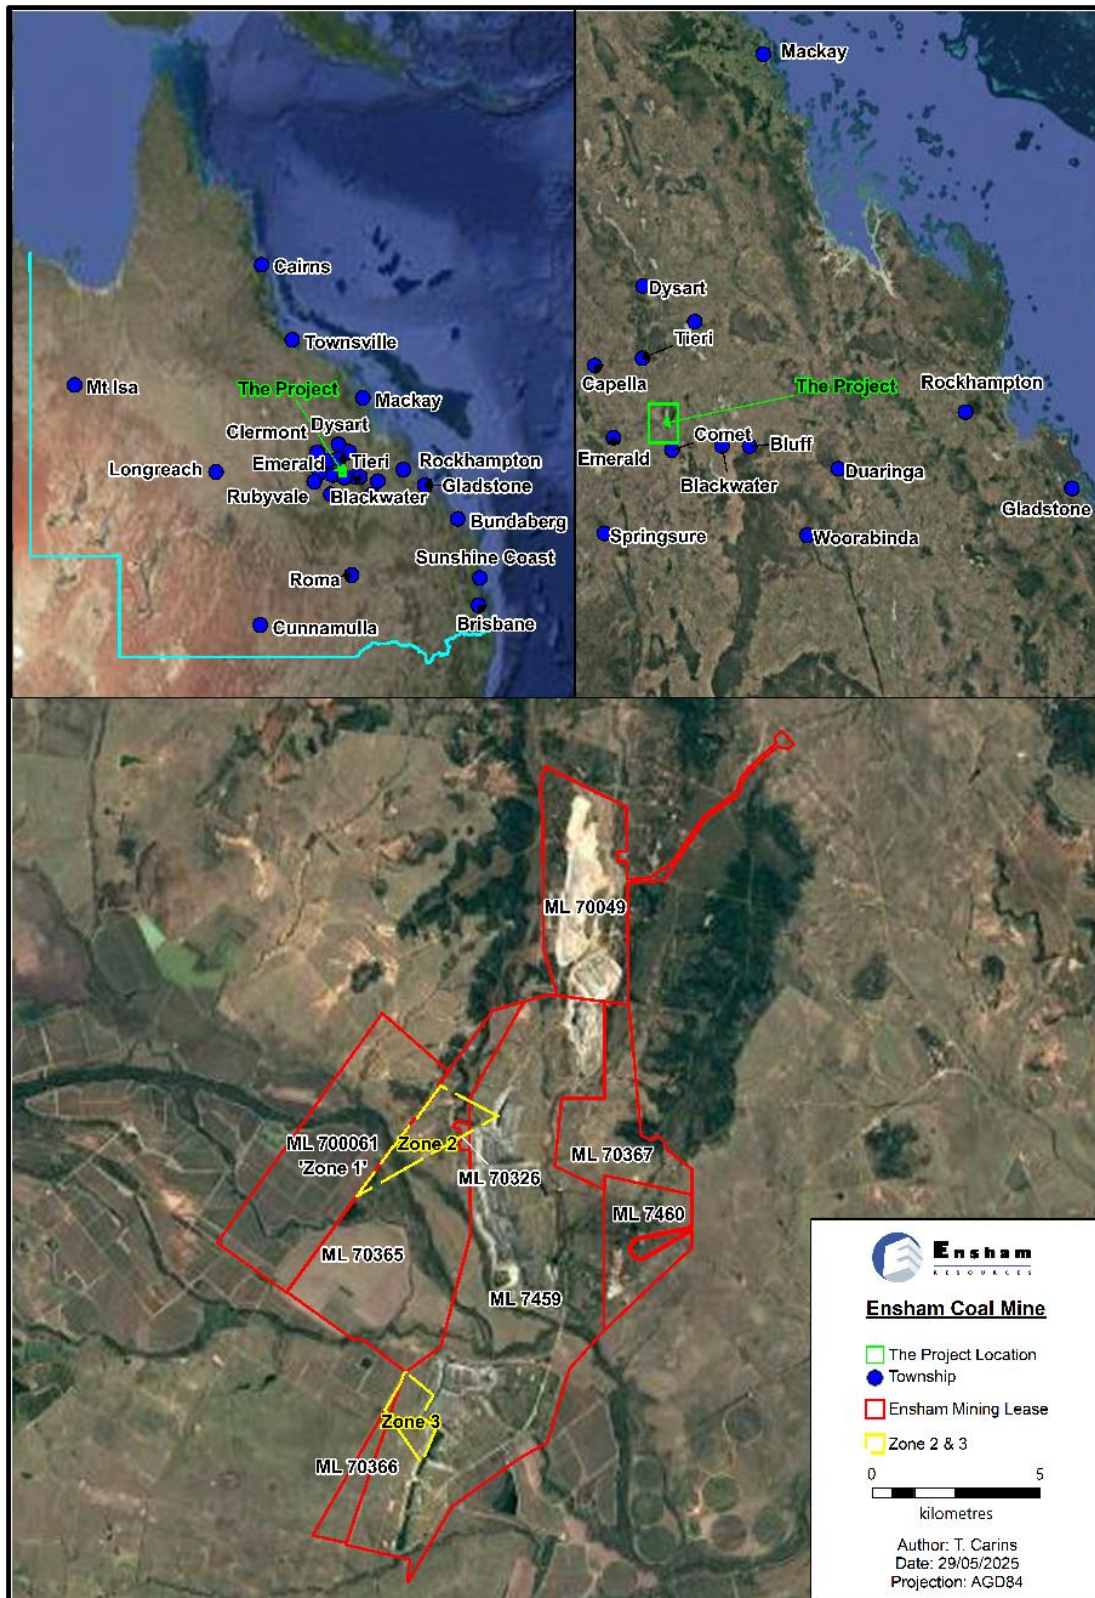 Cairns
Townsville
Mt Isa
The Project
Mackay
Dysart
Clermont
Emerald
Tieri
Longreach
Rockhampton
Rubyvale
Blackwater
Gladstone
Bundaberg
Sunshine Coast
Roma
Brisbane
Cunnamulla
Mackay
Dysart
Tieri
Capella
The Project
Rockhampton
Emerald
Comet
Bluff
Blackwater
Duaringa
Gladstone
Springsure
Woorabinda
ML 70049
ML 700061
'Zone 1'
Zone 2
ML 70326
ML 70367
ML 7460
ML 70365
ML 7459
Zone 3
ML 70366
Ensham
RESOURCES
Ensham Coal Mine
The Project Location
Township
Ensham Mining Lease
Zone 2 & 3
0 5
kilometres
Author: T. Carins
Date: 29/05/2025
Projection: AGD84